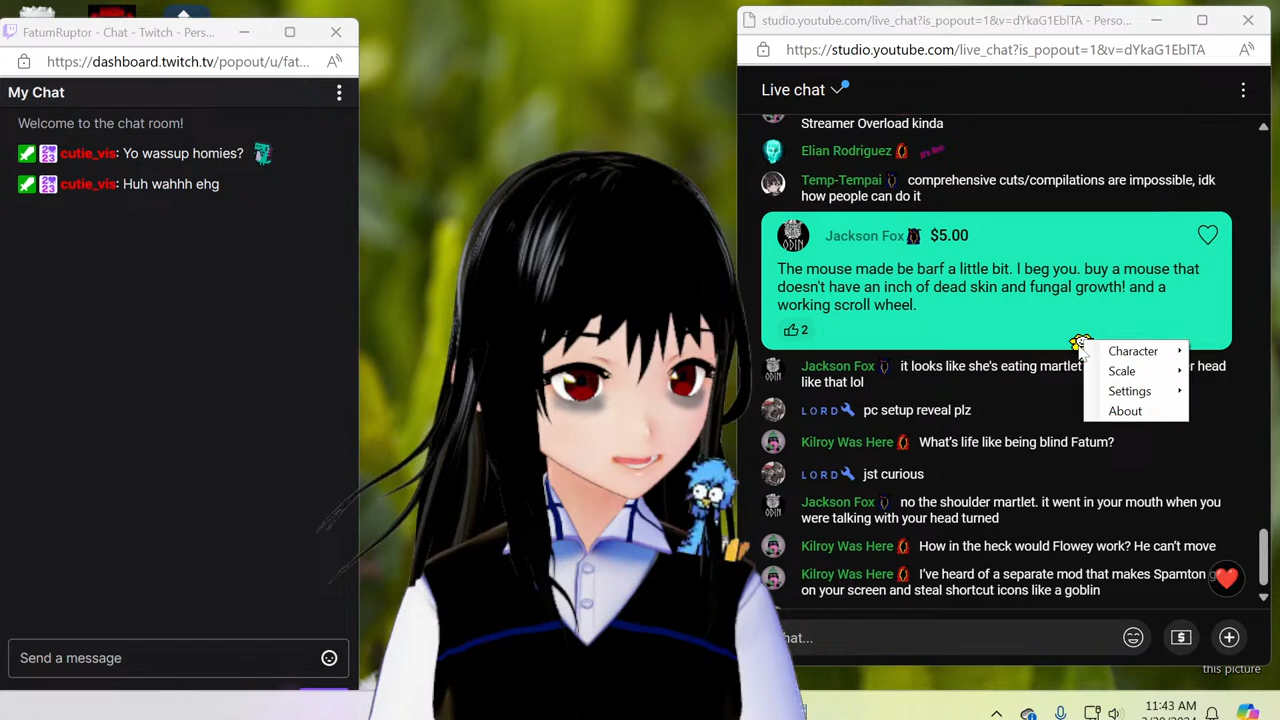 FatumRuptor - Chat - Twitch - Pers...
https://dashboard.twitch.tv/popout/u/fat...
My Chat
Welcome to the chat room!
cutie_vis: Yo wassup homies?
cutie_vis: Huh wahhh ehg
Send a message
studio.youtube.com/live_chat?is_popout=1&v=dYkaG1EblTA - Perso...
https://studio.youtube.com/live_chat?is_popout=1&v=dYkaG1EblTA
Live chat
Streamer Overload kinda
Elian Rodriguez
Temp-Tempai comprehensive cuts/compilations are impossible, idk
how people can do it
ODIN
Jackson Fox $5.00
The mouse made be barf a little bit. I beg you. buy a mouse that
doesn't have an inch of dead skin and fungal growth! and a
working scroll wheel.
2
Character
Scale
Settings
About
Jackson Fox it looks like she's eating martlet head
like that lol
LORD pc setup reveal plz
Kilroy Was Here What's life like being blind Fatum?
LORD jst curious
Jackson Fox no the shoulder martlet. it went in your mouth when you
were talking with your head turned
Kilroy Was Here How in the heck would Flowey work? He can't move
Kilroy Was Here I've heard of a separate mod that makes Spamton
on your screen and steal shortcut icons like a goblin
hat...
this picture
11:43 AM